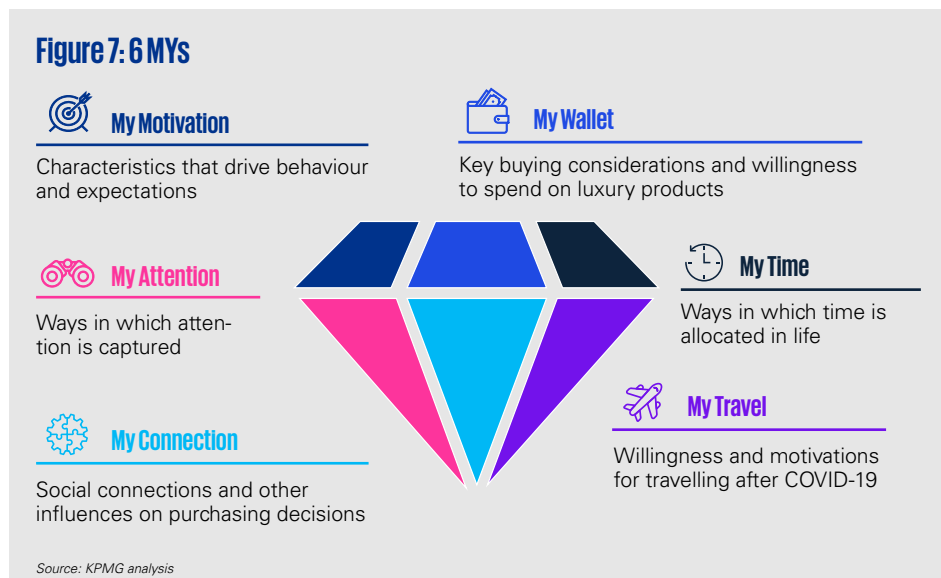 Figure 7: 6 MYs
My Motivation
Characteristics that drive behaviour
and expectations
My Wallet
Key buying considerations and willingness
to spend on luxury products
My Attention
Ways in which atten-
tion is captured
My Time
Ways in which time is
allocated in life
My Connection
Social connections and other
influences on purchasing decisions
My Travel
Willingness and motivations
for travelling after COVID-19
Source: KPMG analysis